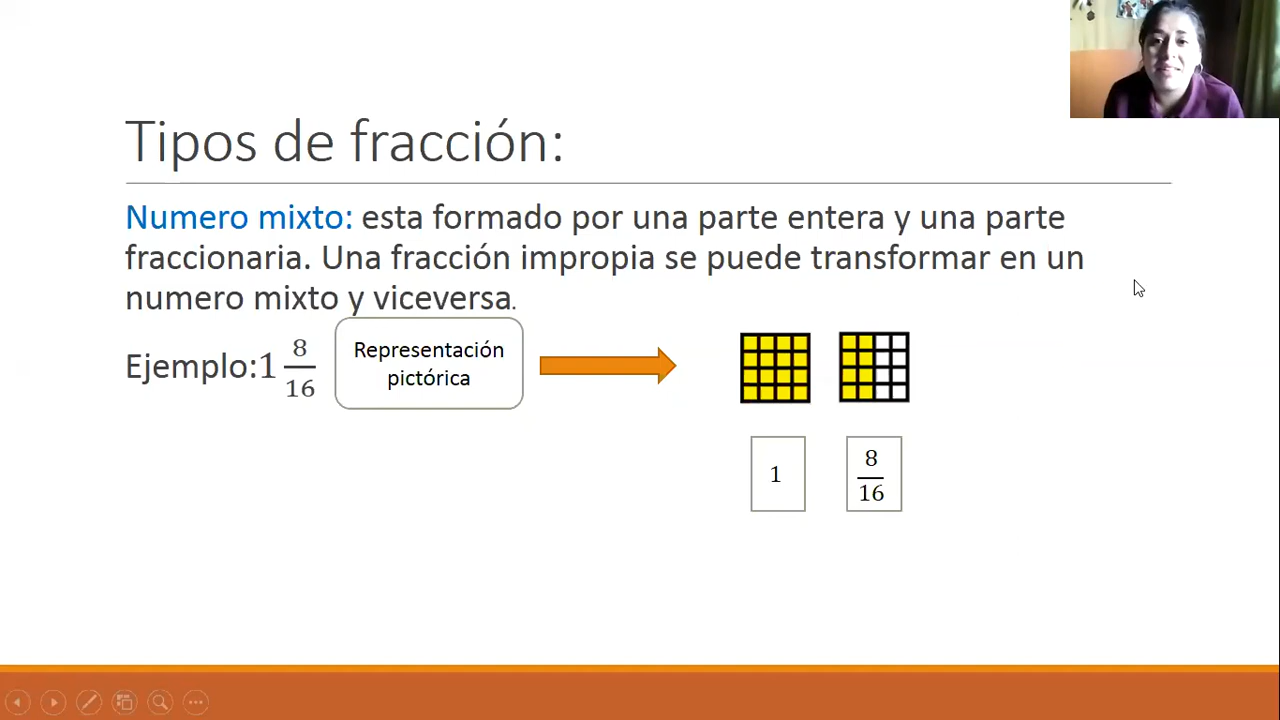 Tipos de fracción:
Numero mixto: esta formado por una parte entera y una parte
fraccionaria. Una fracción impropia se puede transformar en un
numero mixto y viceversa.
Ejemplo:1 8/16
Representación
pictórica
1
8/16